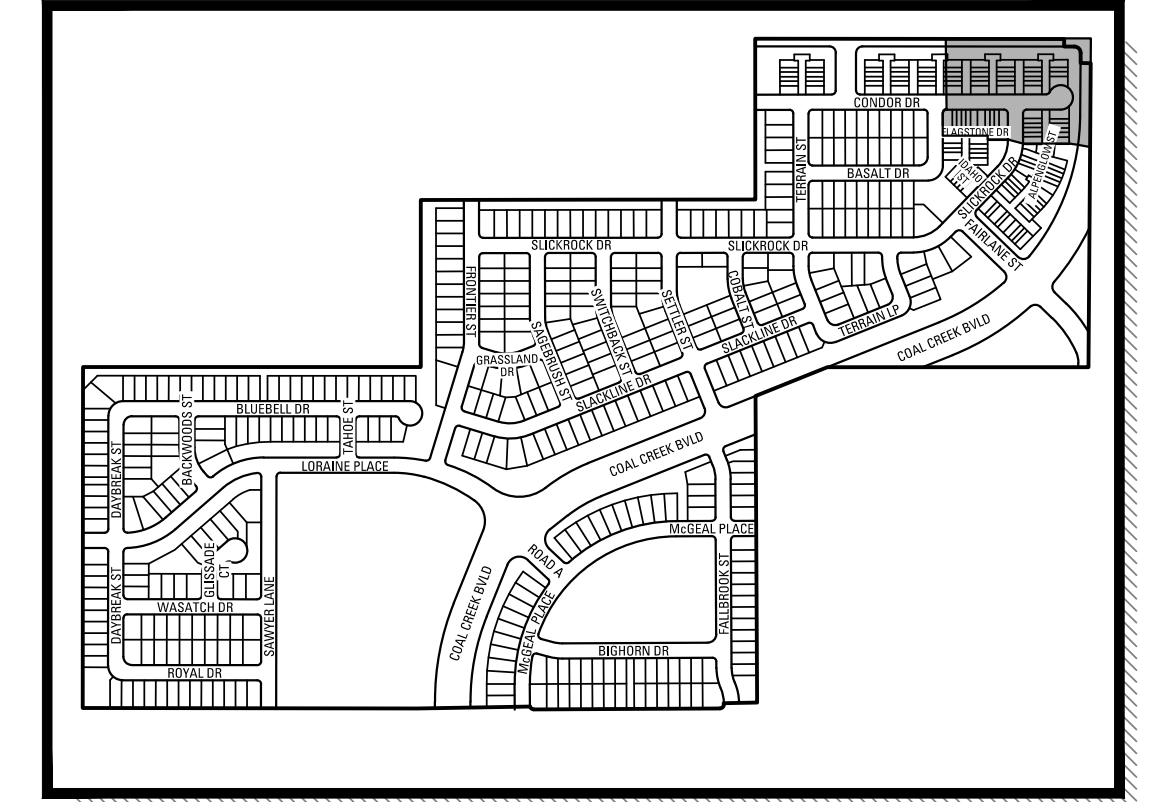 CONDOR DR
FLAGSTONE DR
TERRAIN ST
BASALT DR
IDAHO
ST
SLICKROCK DR
ALPENGLOW ST
FAIRLANE ST
SLICKROCK DR
SLICKROCK DR
FRONTIER ST
SWITCHBACK ST
SETTLER ST
COBALT ST
SLACKLINE DR
TERRAIN LP
COAL CREEK BVLD
SAGEBRUSH ST
GRASSLAND
DR
SLACKLINE DR
BLUEBELL DR
BACKWOODS ST
TAHOE ST
DAYBREAK ST
LORAINE PLACE
COAL CREEK BVLD
McGEAL PLACE
ROAD A
GLISSADE
CT
DAYBREAK ST
WASATCH DR
SAWYER LANE
COAL CREEK BVLD
McGEAL PLACE
FALLBROOK ST
BIGHORN DR
ROYAL DR